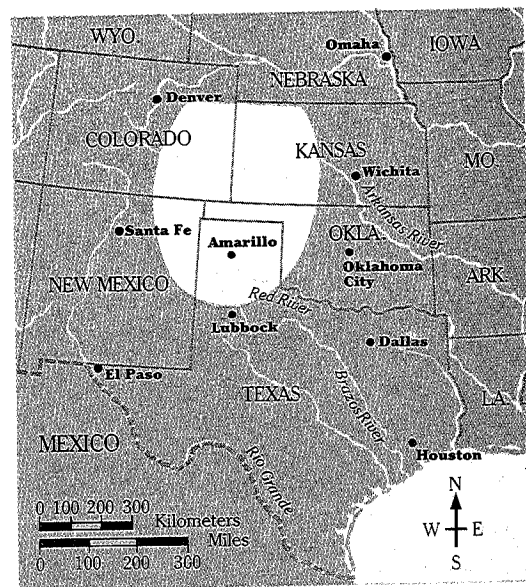 WYO.
Omaha
IOWA
NEBRASKA
Denver
COLORADO
KANSAS
MO.
Wichita
Arkansas River
Santa Fe
OKLA.
Amarillo
Oklahoma
City
NEW MEXICO
ARK.
Red River
Lubbock
Dallas
El Paso
TEXAS
Brazos River
LA.
MEXICO
Rio Grande
Houston
N
W E
S
0 100 200 300
Kilometers
Miles
0 100 200 300